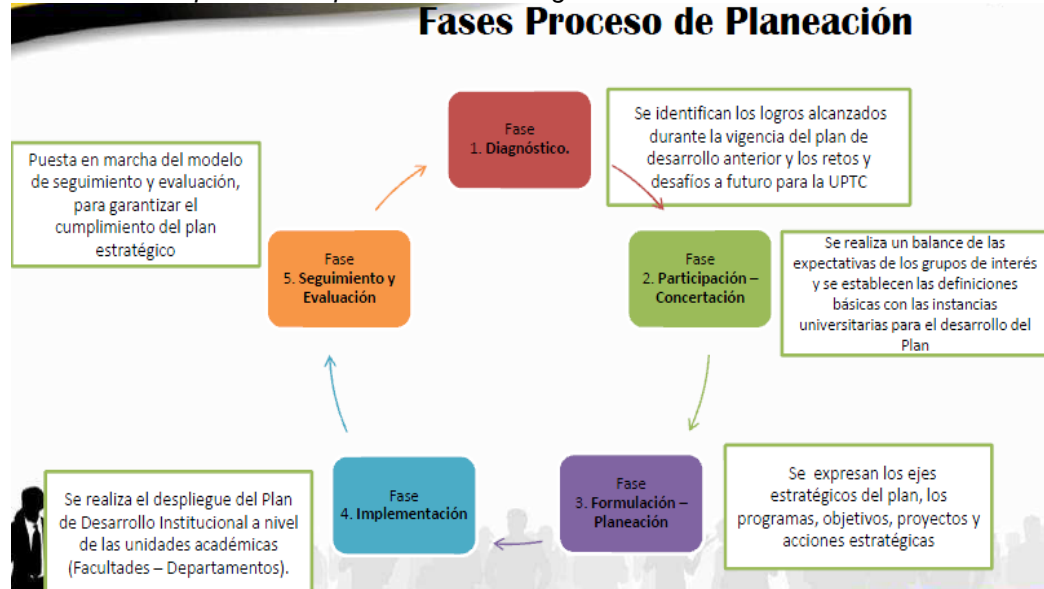 Fases Proceso de Planeación
Fase
1. Diagnóstico.
Se identifican los logros alcanzados
durante la vigencia del plan de
desarrollo anterior y los retos y
desafíos a futuro para la UPTC
Fase
2. Participación –
Concertación
Se realiza un balance de las
expectativas de los grupos de interés
y se establecen las definiciones
básicas con las instancias
universitarias para el desarrollo del
Plan
Fase
3. Formulación –
Planeación
Se expresan los ejes
estratégicos del plan, los
programas, objetivos, proyectos y
acciones estratégicas
Fase
4. Implementación
Se realiza el despliegue del Plan
de Desarrollo Institucional a nivel
de las unidades académicas
(Facultades – Departamentos).
Fase
5. Seguimiento y
Evaluación
Puesta en marcha del modelo
de seguimiento y evaluación,
para garantizar el
cumplimiento del plan
estratégico